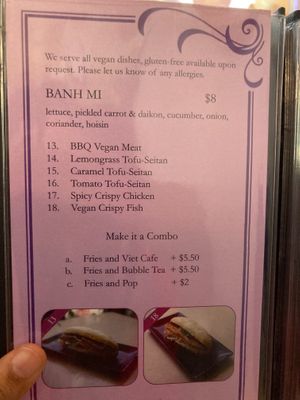 We serve all vegan dishes, gluten-free available upon
request. Please let us know of any allergies.
BANH MI $8
lettuce, pickled carrot & daikon, cucumber, onion,
coriander, hoisin
13. BBQ Vegan Meat
14. Lemongrass Tofu-Seitan
15. Caramel Tofu-Seitan
16. Tomato Tofu-Seitan
17. Spicy Crispy Chicken
18. Vegan Crispy Fish
Make it a Combo
a. Fries and Viet Cafe + $5.50
b. Fries and Bubble Tea + $5.50
c. Fries and Pop + $2
13
18